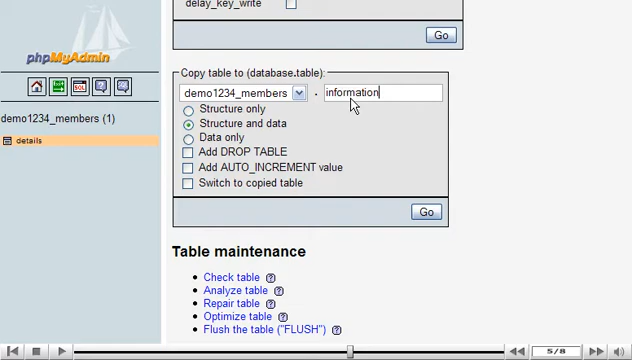 delay_key_write
Go
phpMyAdmin
Copy table to (database.table):
SQL
demo1234_members . information
Structure only
demo1234_members (1)
Structure and data
details
Data only
Add DROP TABLE
Add AUTO_INCREMENT value
Switch to copied table
Go
Table maintenance
Check table ?
Analyze table ?
Repair table ?
Optimize table ?
Flush the table ("FLUSH") ?
5/8